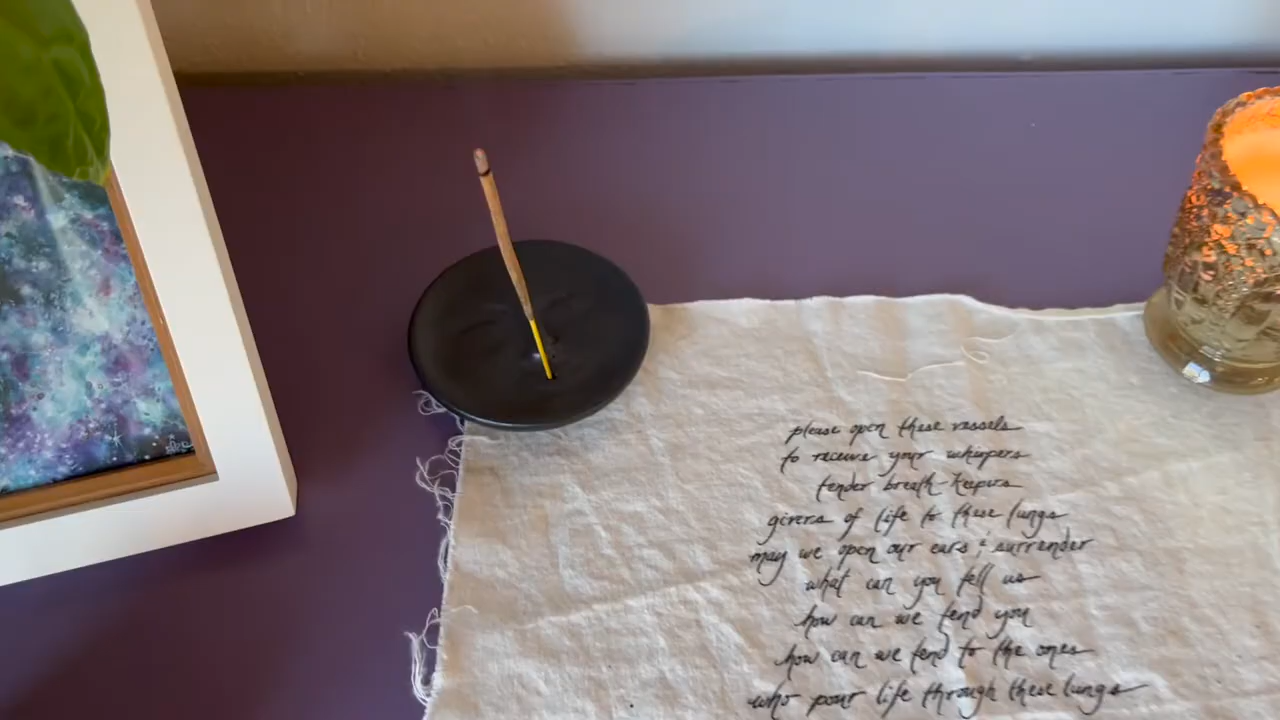 please open these vessels
to receive your whispers
tender breath-keepers
givers of life to these lungs
may we open our ears & surrender
what can you tell us
how can we tend you
how can we tend to the ones
who pour life through these lungs